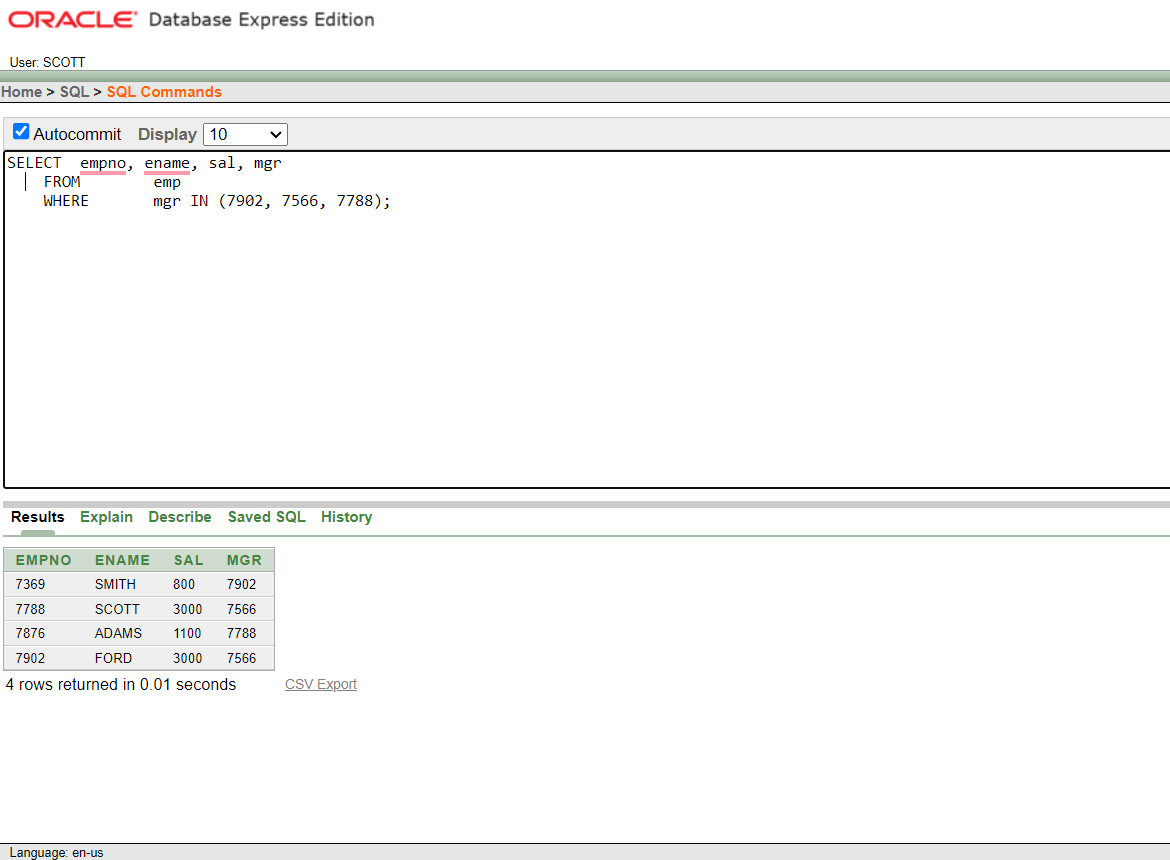 ORACLE® Database Express Edition
User: SCOTT
Home > SQL > SQL Commands
Autocommit Display 10
SELECT empno, ename, sal, mgr
FROM emp
WHERE mgr IN (7902, 7566, 7788);
Results Explain Describe Saved SQL History
EMPNO ENAME SAL MGR
7369 SMITH 800 7902
7788 SCOTT 3000 7566
7876 ADAMS 1100 7788
7902 FORD 3000 7566
4 rows returned in 0.01 seconds CSV Export
Language: en-us